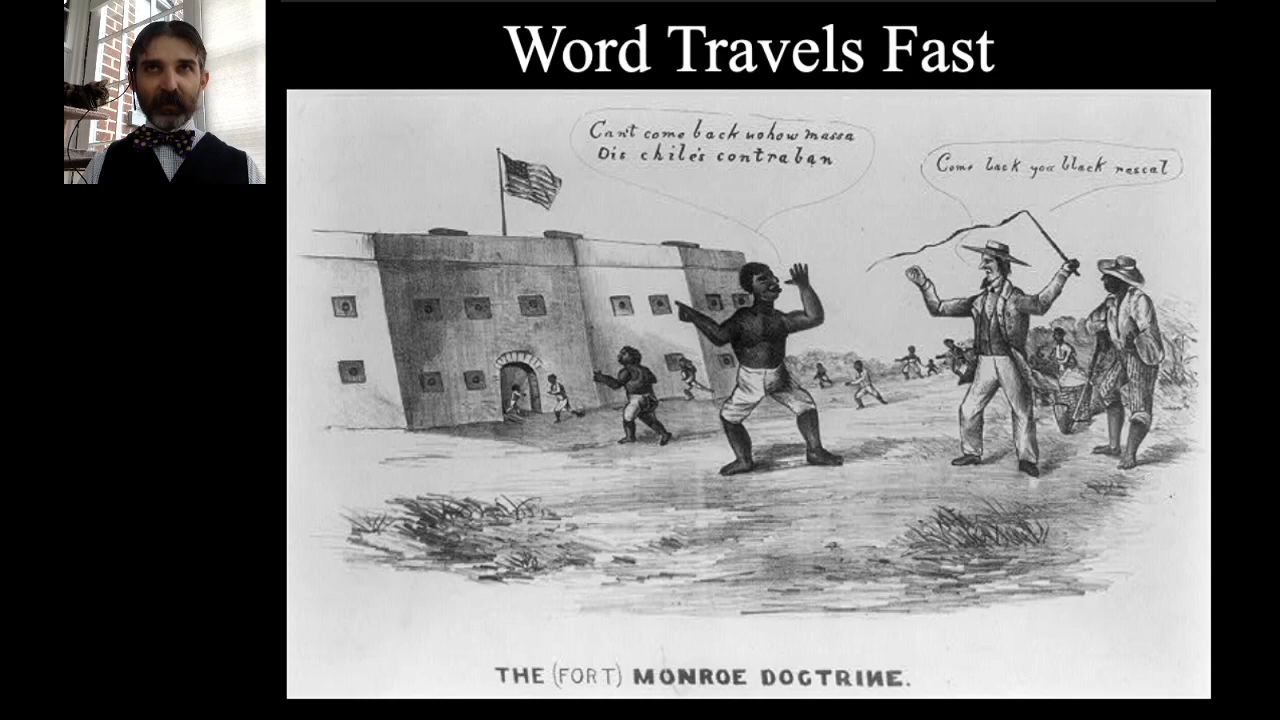 Word Travels Fast
Can't come back nohow massa
Dis chile's contraban
Come back you black rascal
THE (FORT) MONROE DOCTRINE.